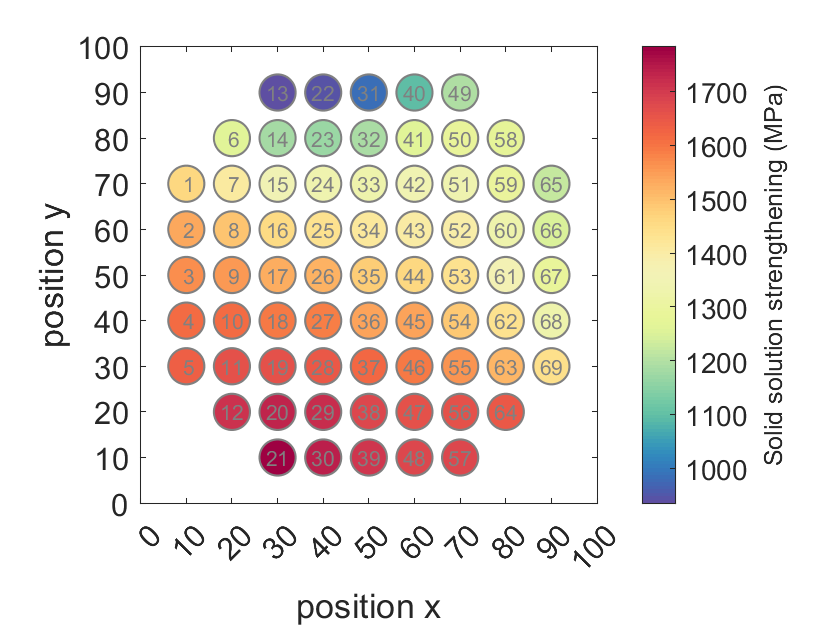 100
90
80
70
60
50
40
30
20
10
0
position y
13 22 31 40 49
6 14 23 32 41 50 58
1 7 15 24 33 42 51 59 65
2 8 16 25 34 43 52 60 66
3 9 17 26 35 44 53 61 67
4 10 18 27 36 45 54 62 68
5 11 19 28 37 46 55 63 69
12 20 29 38 47 56 64
21 30 39 48 57
0 10 20 30 40 50 60 70 80 90 100
position x
1700
1600
1500
1400
1300
1200
1100
1000
Solid solution strengthening (MPa)